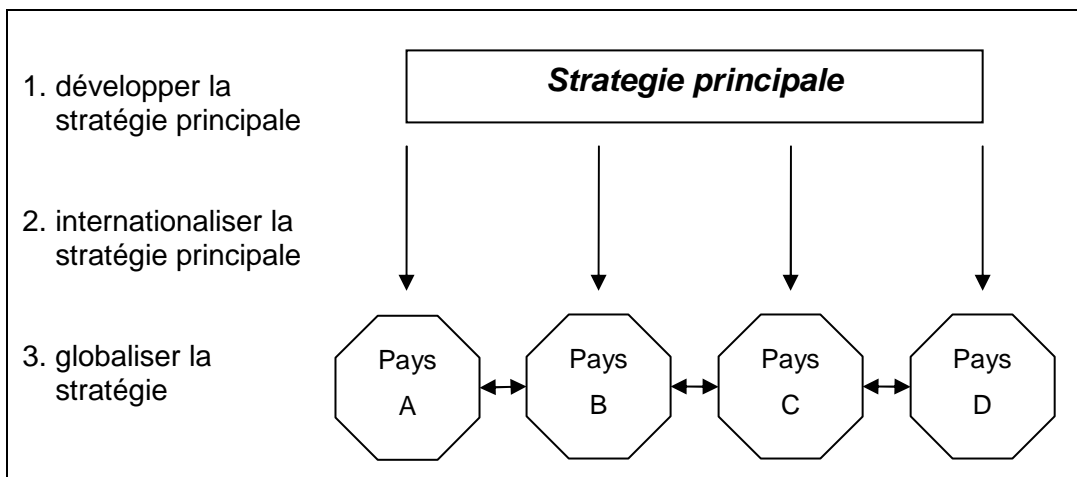 1. développer la
stratégie principale
Strategie principale
2. internationaliser la
stratégie principale
3. globaliser la
stratégie
Pays
A
Pays
B
Pays
C
Pays
D